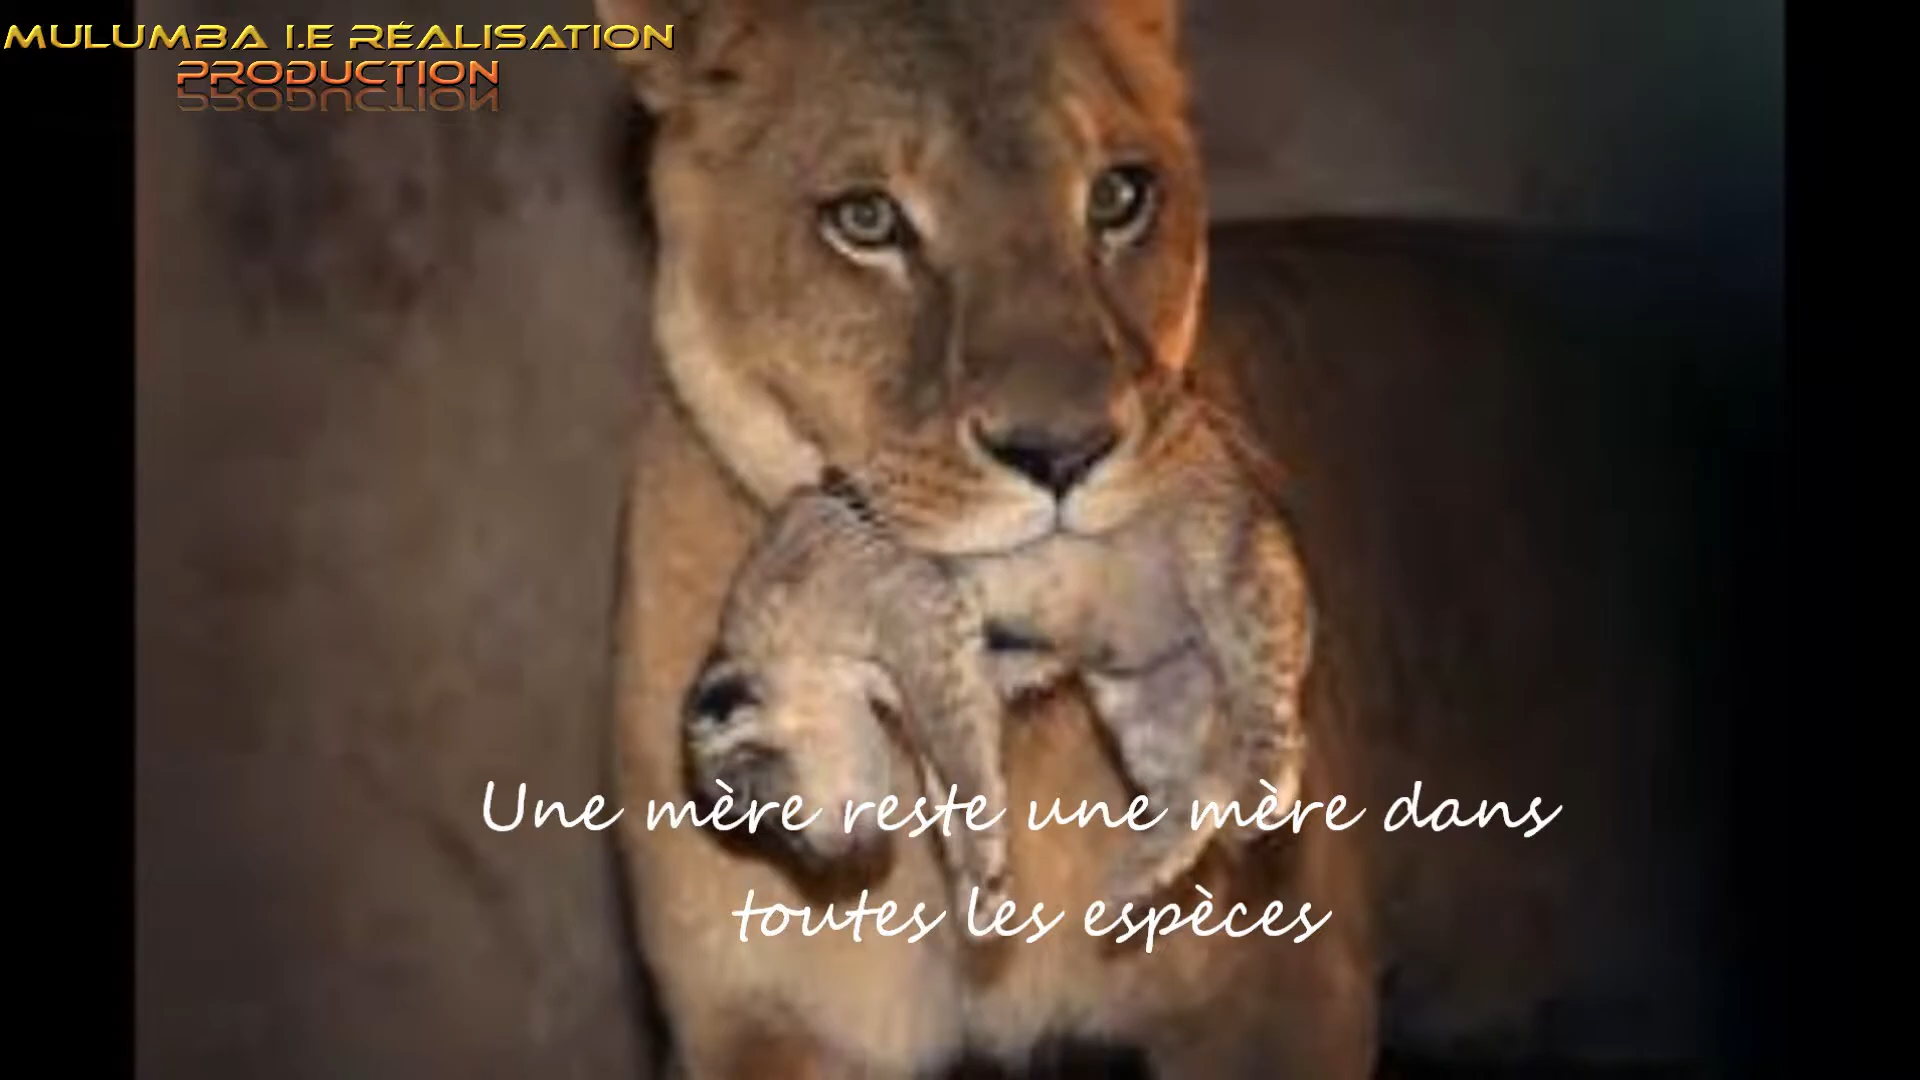 MULUMBA I.E RÉALISATION
PRODUCTION
Une mère reste une mère dans
toutes les espèces